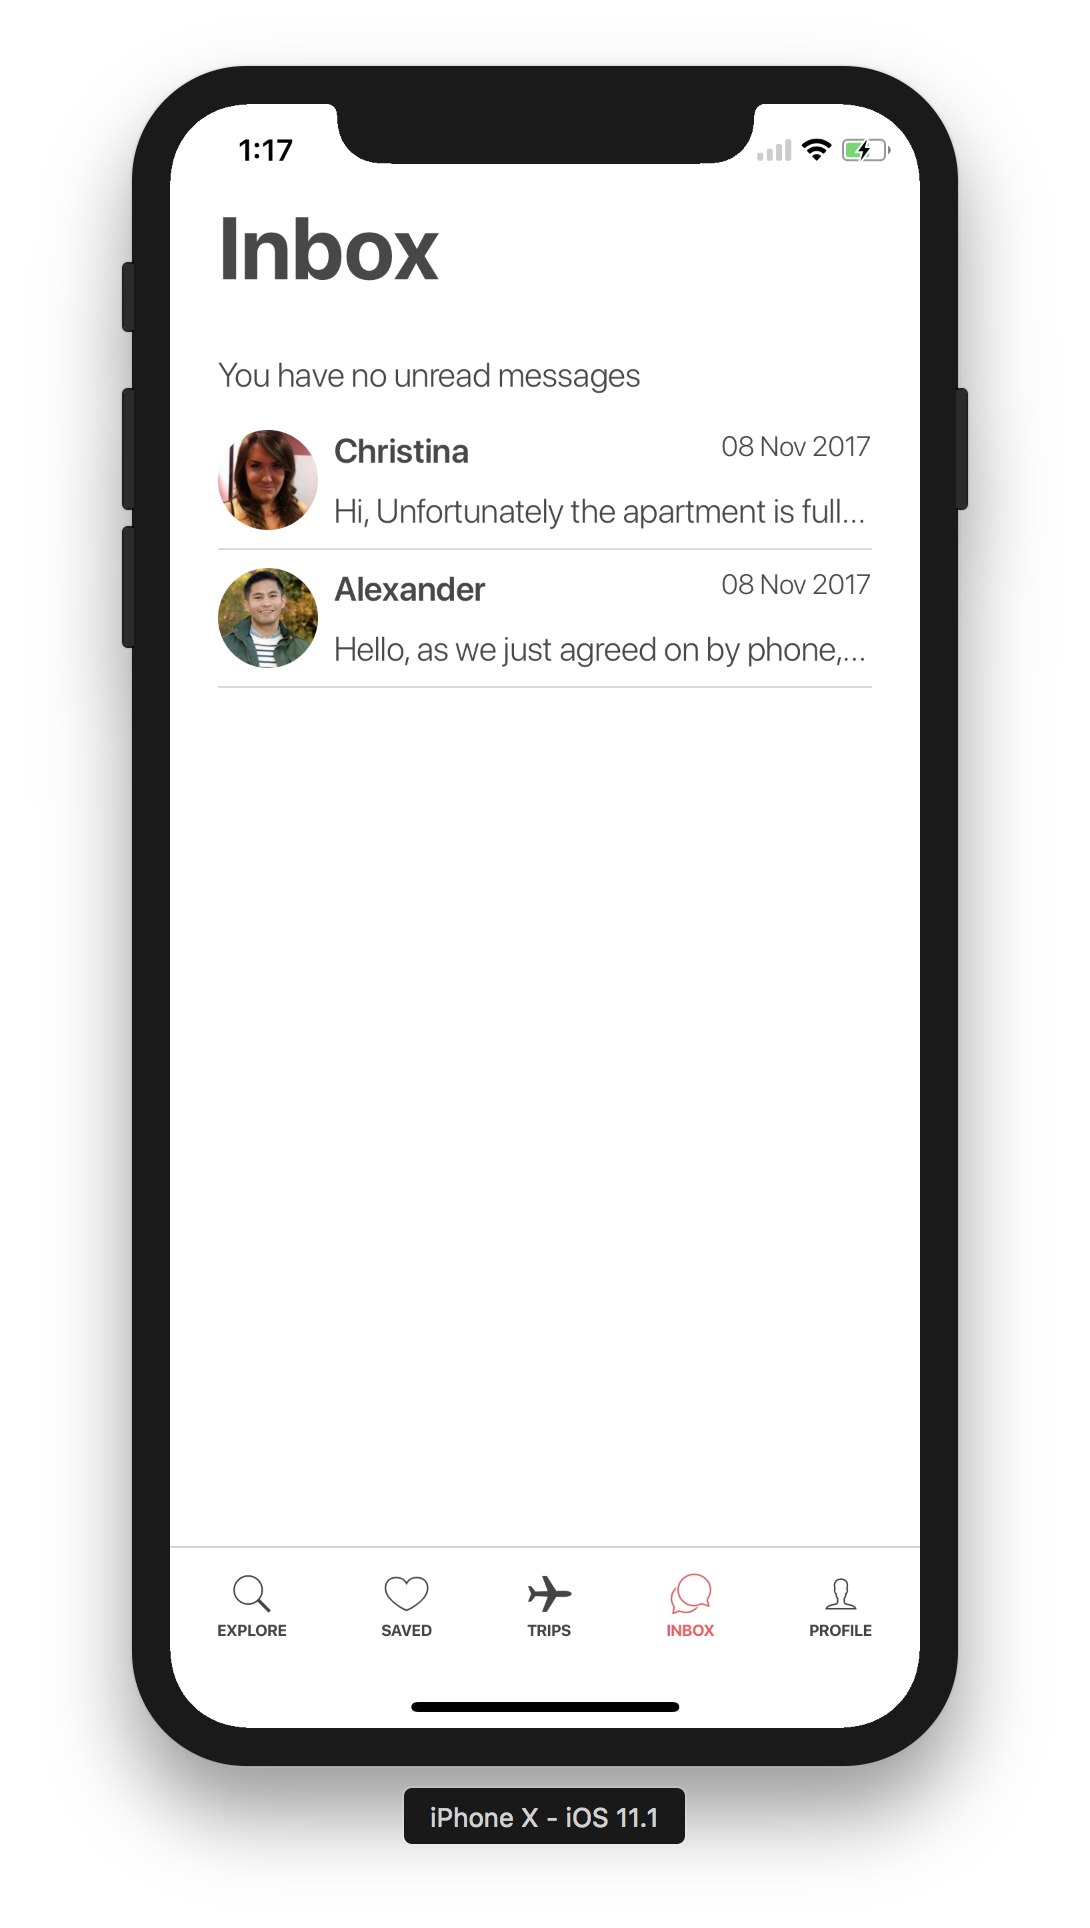 1:17
Inbox
You have no unread messages
Christina 08 Nov 2017
Hi, Unfortunately the apartment is full...
Alexander 08 Nov 2017
Hello, as we just agreed on by phone,...
EXPLORE SAVED TRIPS INBOX PROFILE
iPhone X - iOS 11.1